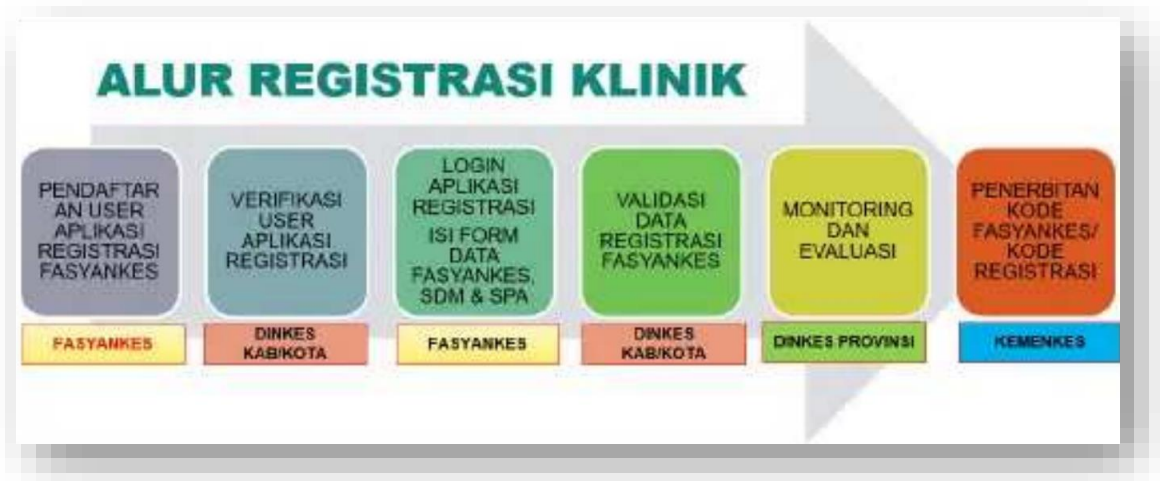 ALUR REGISTRASI KLINIK
PENDAFTAR
AN USER
APLIKASI
REGISTRASI
FASYANKES
VERIFIKASI
USER
APLIKASI
REGISTRASI
LOGIN
APLIKASI
REGISTRASI
ISI FORM
DATA
FASYANKES,
SDM & SPA
VALIDASI
DATA
REGISTRASI
FASYANKES
MONITORING
DAN
EVALUASI
PENERBITAN
KODE
FASYANKES/
KODE
REGISTRASI
FASYANKES
DINKES
KAB/KOTA
FASYANKES
DINKES
KAB/KOTA
DINKES PROVINSI
KEMENKES